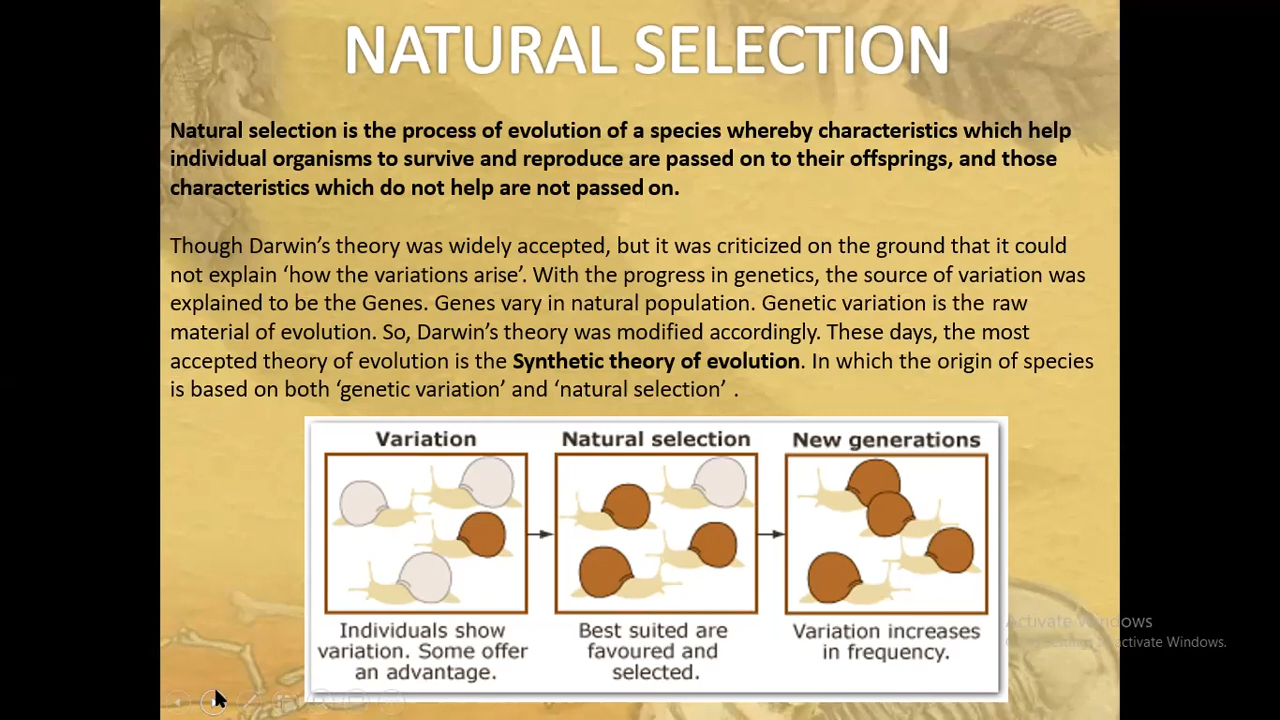 NATURAL SELECTION
Natural selection is the process of evolution of a species whereby characteristics which help
individual organisms to survive and reproduce are passed on to their offsprings, and those
characteristics which do not help are not passed on.
Though Darwin’s theory was widely accepted, but it was criticized on the ground that it could
not explain ‘how the variations arise’. With the progress in genetics, the source of variation was
explained to be the Genes. Genes vary in natural population. Genetic variation is the raw
material of evolution. So, Darwin’s theory was modified accordingly. These days, the most
accepted theory of evolution is the Synthetic theory of evolution. In which the origin of species
is based on both ‘genetic variation’ and ‘natural selection’ .
Variation
Individuals show
variation. Some offer
an advantage.
Natural selection
Best suited are
favoured and
selected.
New generations
Variation increases
in frequency.
Activate Windows
activate Windows.